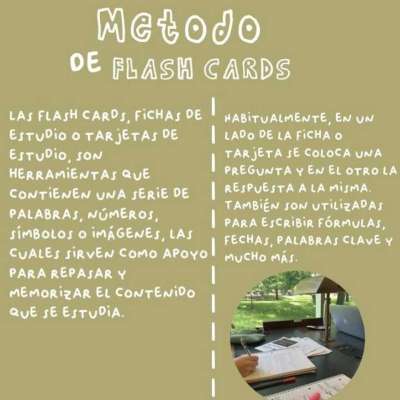 Metodo
DE FLASH CARDS
LAS FLASH CARDS, FICHAS DE
ESTUDIO O TARJETAS DE
ESTUDIO, SON
HERRAMIENTAS QUE
CONTIENEN UNA SERIE DE
PALABRAS, NÚMEROS,
SÍMBOLOS O IMÁGENES, LAS
CUALES SIRVEN COMO APOYO
PARA REPASAR Y
MEMORIZAR EL CONTENIDO
QUE SE ESTUDIA.
HABITUALMENTE, EN UN
LADO DE LA FICHA O
TARJETA SE COLOCA UNA
PREGUNTA Y EN EL OTRO LA
RESPUESTA A LA MISMA.
TAMBIÉN SON UTILIZADAS
PARA ESCRIBIR FÓRMULAS,
FECHAS, PALABRAS CLAVE Y
MUCHO MÁS.